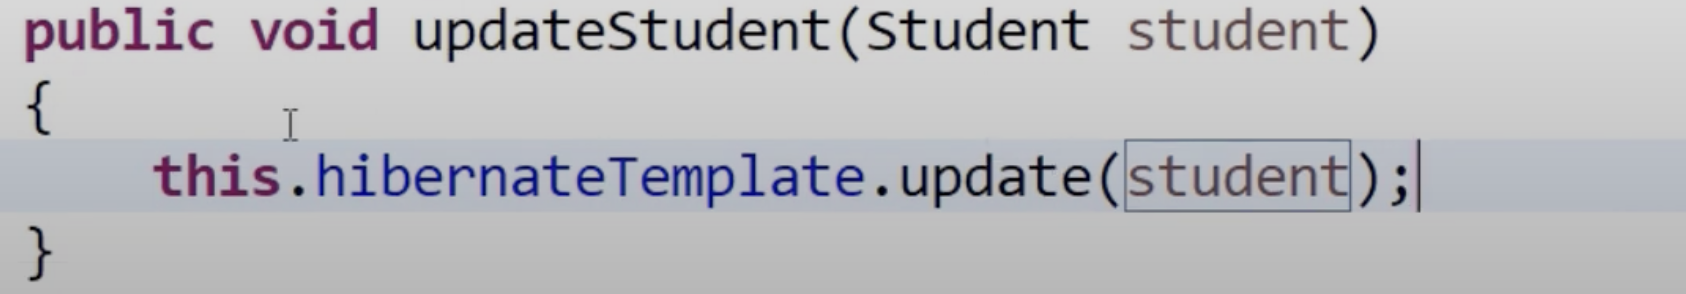 public void updateStudent(Student student)
{
this.hibernateTemplate.update(student);
}